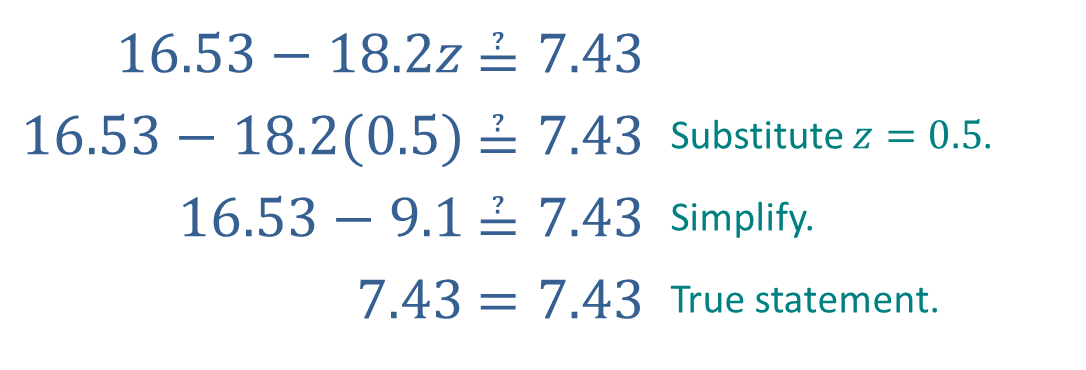 16.53 − 18.2z ≟ 7.43
16.53 − 18.2(0.5) ≟ 7.43 Substitute z = 0.5.
16.53 − 9.1 ≟ 7.43 Simplify.
7.43 = 7.43 True statement.